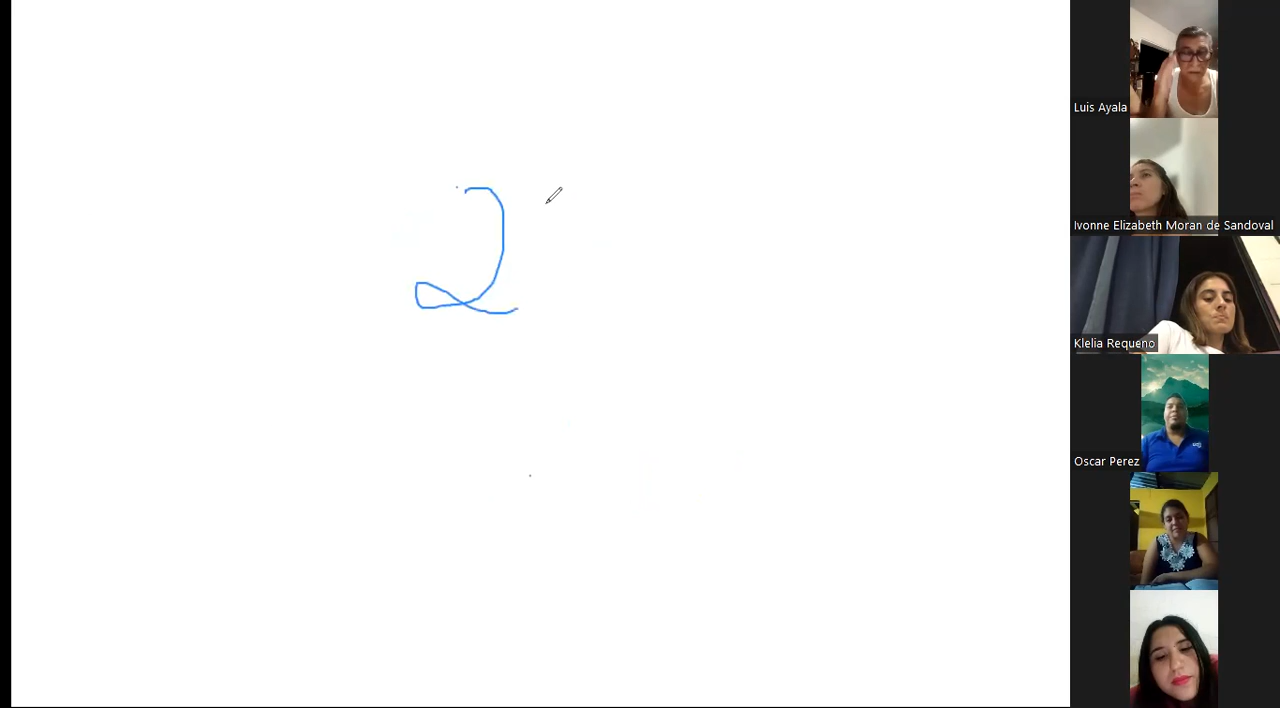 2
Luis Ayala
Ivonne Elizabeth Moran de Sandoval
Klelia Requeno
Oscar Perez